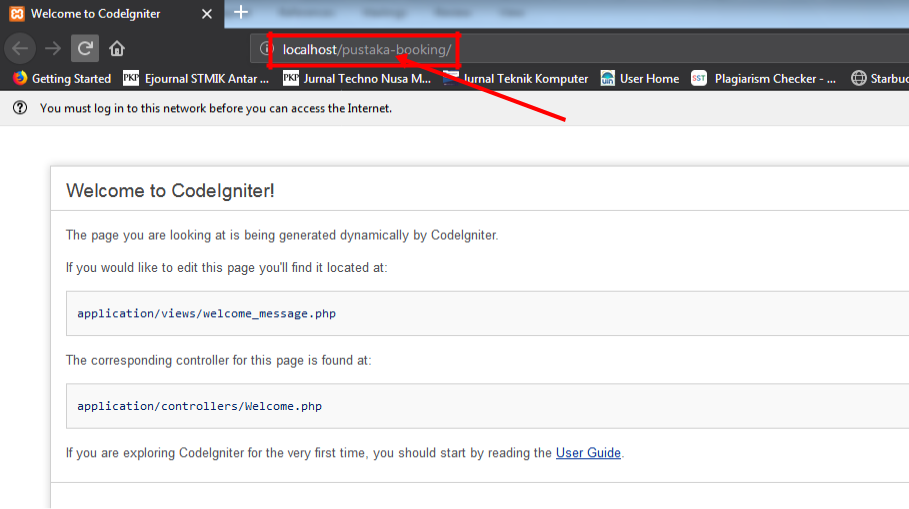 Welcome to CodeIgniter
localhost/pustaka-booking/
Getting Started
PKP Ejournal STMIK Antar ...
PKP Jurnal Techno Nusa M...
Jurnal Teknik Komputer
uin User Home
SST Plagiarism Checker - ...
Starbuc
You must log in to this network before you can access the Internet.
Welcome to CodeIgniter!
The page you are looking at is being generated dynamically by CodeIgniter.
If you would like to edit this page you'll find it located at:
application/views/welcome_message.php
The corresponding controller for this page is found at:
application/controllers/Welcome.php
If you are exploring CodeIgniter for the very first time, you should start by reading the User Guide.